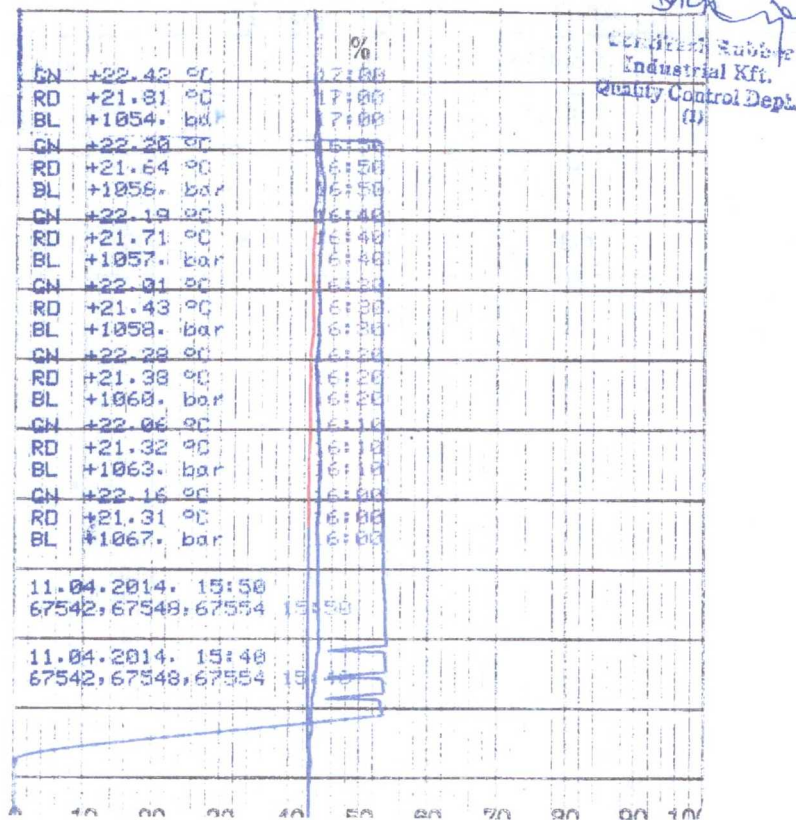 %
Rubber
Industrial Kft.
Quality Control Dept.
(1)
GN +22.42 °C 17:00
RD +21.81 °C 17:00
BL +1054. bar 17:00
GN +22.20 °C 16:50
RD +21.64 °C 16:50
BL +1056. bar 16:50
GN +22.19 °C 16:40
RD +21.71 °C 16:40
BL +1057. bar 16:40
GN +22.01 °C 16:30
RD +21.43 °C 16:30
BL +1058. bar 16:30
GN +22.28 °C 16:20
RD +21.38 °C 16:20
BL +1060. bar 16:20
GN +22.06 °C 16:10
RD +21.32 °C 16:10
BL +1063. bar 16:10
GN +22.16 °C 16:00
RD +21.31 °C 16:00
BL +1067. bar 16:00
11.04.2014. 15:50
67542,67548,67554 15:50
11.04.2014. 15:40
67542,67548,67554 15:40
0 10 20 30 40 50 60 70 80 90 100